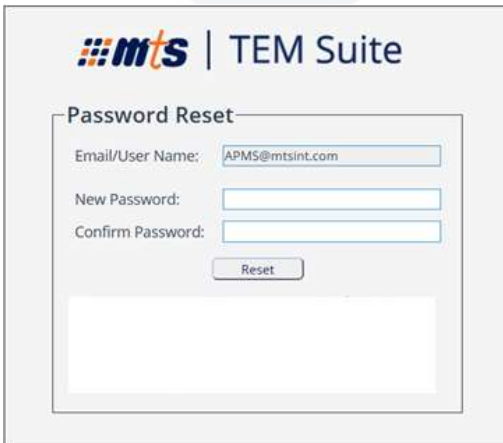 mts | TEM Suite
Password Reset
Email/User Name: APMS@mtsint.com
New Password:
Confirm Password:
Reset